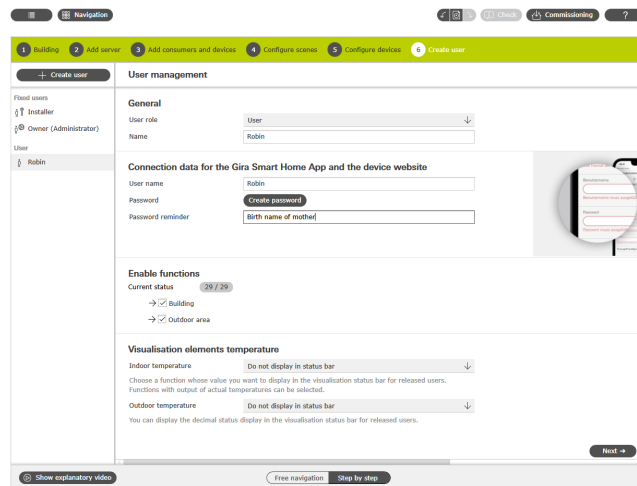 Navigation
Check
Commissioning
?
1 Building 2 Add server 3 Add consumers and devices 4 Configure scenes 5 Configure devices 6 Create user
+ Create user
User management
Fixed users
Installer
Owner (Administrator)
User
Robin
General
User role User
Name Robin
Connection data for the Gira Smart Home App and the device website
User name Robin
Password Create password
Password reminder Birth name of mother
Benutzername
Password
Enable functions
Current status 29 / 29
Building
Outdoor area
Visualisation elements temperature
Indoor temperature Do not display in status bar
Choose a function whose value you want to display in the visualisation status bar for released users.
Functions with output of actual temperatures can be selected.
Outdoor temperature Do not display in status bar
You can display the decimal status display in the visualisation status bar for released users.
Next
Show explanatory video
Free navigation Step by step